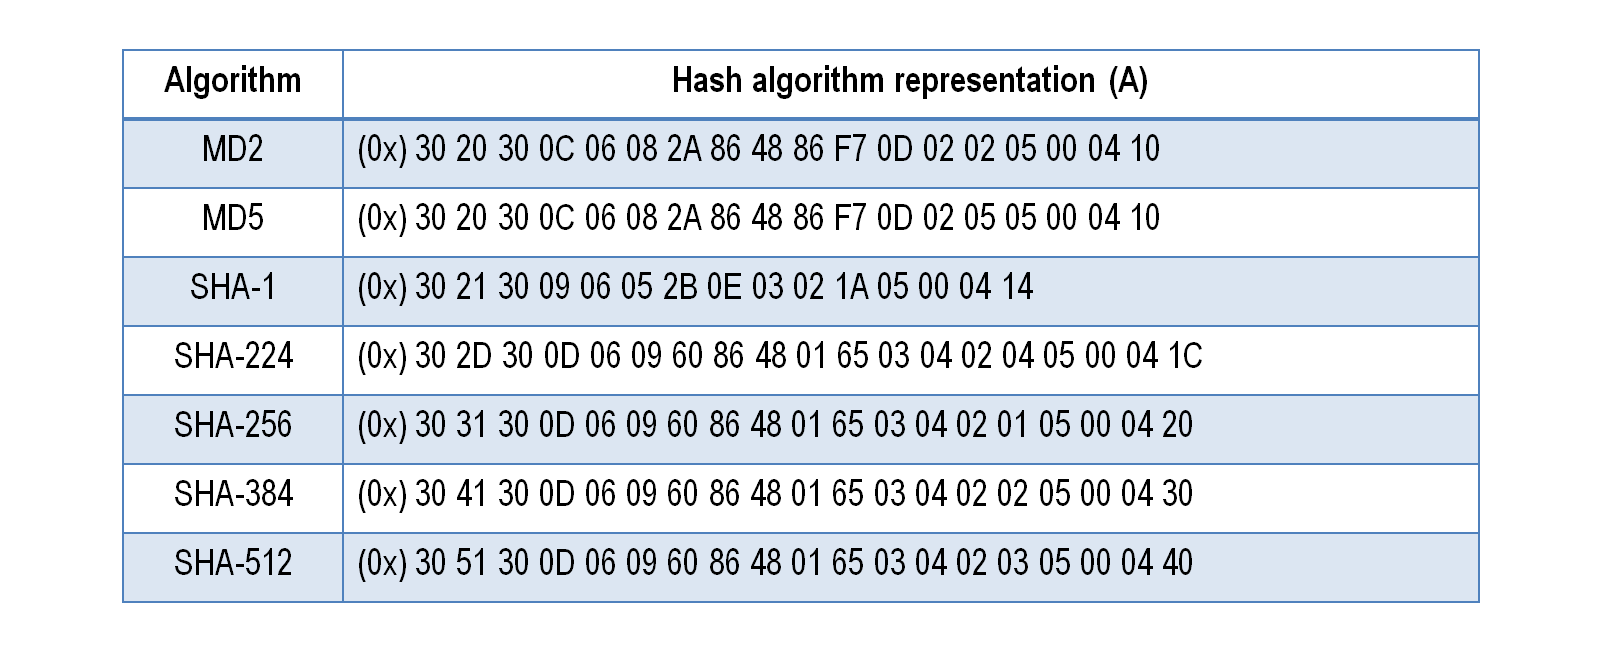 Algorithm Hash algorithm representation (A)
MD2 (0x) 30 20 30 0C 06 08 2A 86 48 86 F7 0D 02 02 05 00 04 10
MD5 (0x) 30 20 30 0C 06 08 2A 86 48 86 F7 0D 02 05 05 00 04 10
SHA-1 (0x) 30 21 30 09 06 05 2B 0E 03 02 1A 05 00 04 14
SHA-224 (0x) 30 2D 30 0D 06 09 60 86 48 01 65 03 04 02 04 05 00 04 1C
SHA-256 (0x) 30 31 30 0D 06 09 60 86 48 01 65 03 04 02 01 05 00 04 20
SHA-384 (0x) 30 41 30 0D 06 09 60 86 48 01 65 03 04 02 02 05 00 04 30
SHA-512 (0x) 30 51 30 0D 06 09 60 86 48 01 65 03 04 02 03 05 00 04 40